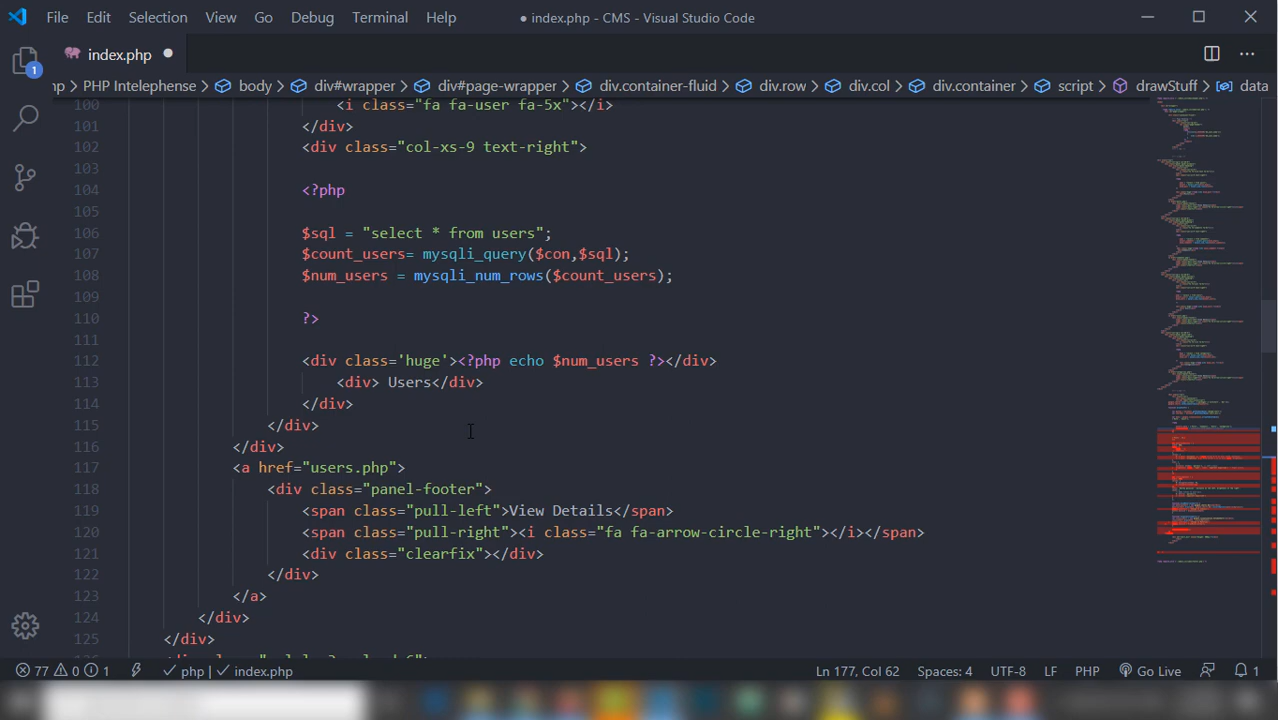 File Edit Selection View Go Debug Terminal Help ● index.php - CMS - Visual Studio Code
index.php ●
1
hp > PHP Intelephense > body > div#wrapper > div#page-wrapper > div.container-fluid > div.row > div.col > div.container > script > drawStuff > data
100 <i class="fa fa-user fa-5x"></i>
101 </div>
102 <div class="col-xs-9 text-right">
103
104 <?php
105
106 $sql = "select * from users";
107 $count_users= mysqli_query($con,$sql);
108 $num_users = mysqli_num_rows($count_users);
109
110 ?>
111
112 <div class='huge'><?php echo $num_users ?></div>
113 <div> Users</div>
114 </div>
115 </div>
116 </div>
117 <a href="users.php">
118 <div class="panel-footer">
119 <span class="pull-left">View Details</span>
120 <span class="pull-right"><i class="fa fa-arrow-circle-right"></i></span>
121 <div class="clearfix"></div>
122 </div>
123 </a>
124 </div>
125 </div>
77 0 1 php | index.php Ln 177, Col 62 Spaces: 4 UTF-8 LF PHP Go Live 1